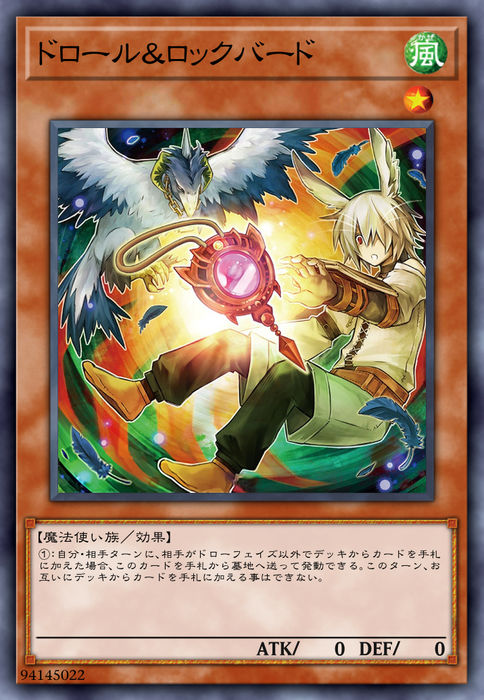 ドロール&ロックバード
かぜ
風
【魔法使い族/効果】
①:自分・相手ターンに、相手がドローフェイズ以外でデッキからカードを手札
に加えた場合、このカードを手札から墓地へ送って発動できる。このターン、お
互いにデッキからカードを手札に加える事はできない。
ATK/ 0 DEF/ 0
94145022